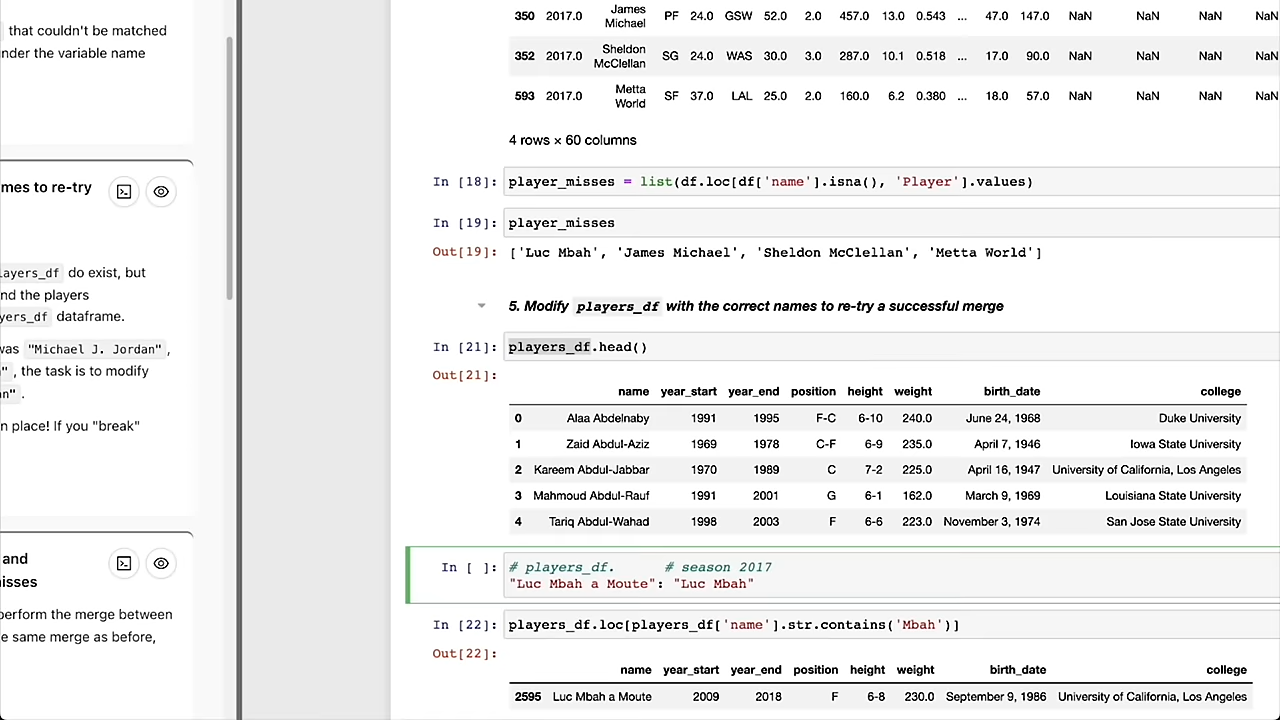 that couldn't be matched
nder the variable name
mes to re-try
layers_df do exist, but
nd the players
yers_df dataframe.
was "Michael J. Jordan",
", the task is to modify
n".
n place! If you "break"
and
isses
perform the merge between
e same merge as before,
350 2017.0 James Michael PF 24.0 GSW 52.0 2.0 457.0 13.0 0.543 ... 47.0 147.0 NaN NaN NaN NaN
352 2017.0 Sheldon McClellan SG 24.0 WAS 30.0 3.0 287.0 10.1 0.518 ... 17.0 90.0 NaN NaN NaN NaN
593 2017.0 Metta World SF 37.0 LAL 25.0 2.0 160.0 6.2 0.380 ... 18.0 57.0 NaN NaN NaN NaN
4 rows × 60 columns
In [18]: player_misses = list(df.loc[df['name'].isna(), 'Player'].values)
In [19]: player_misses
Out[19]: ['Luc Mbah', 'James Michael', 'Sheldon McClellan', 'Metta World']
5. Modify players_df with the correct names to re-try a successful merge
In [21]: players_df.head()
Out[21]:
name year_start year_end position height weight birth_date college
0 Alaa Abdelnaby 1991 1995 F-C 6-10 240.0 June 24, 1968 Duke University
1 Zaid Abdul-Aziz 1969 1978 C-F 6-9 235.0 April 7, 1946 Iowa State University
2 Kareem Abdul-Jabbar 1970 1989 C 7-2 225.0 April 16, 1947 University of California, Los Angeles
3 Mahmoud Abdul-Rauf 1991 2001 G 6-1 162.0 March 9, 1969 Louisiana State University
4 Tariq Abdul-Wahad 1998 2003 F 6-6 223.0 November 3, 1974 San Jose State University
In [ ]: # players_df. # season 2017
"Luc Mbah a Moute": "Luc Mbah"
In [22]: players_df.loc[players_df['name'].str.contains('Mbah')]
Out[22]:
name year_start year_end position height weight birth_date college
2595 Luc Mbah a Moute 2009 2018 F 6-8 230.0 September 9, 1986 University of California, Los Angeles